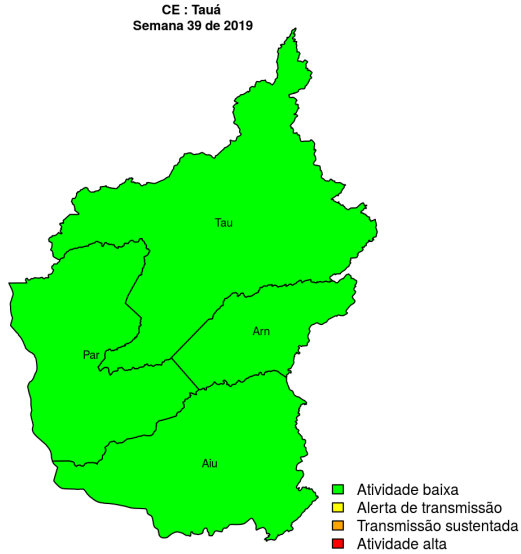 CE : Tauá
Semana 39 de 2019
Tau
Arn
Par
Aiu
Atividade baixa
Alerta de transmissão
Transmissão sustentada
Atividade alta